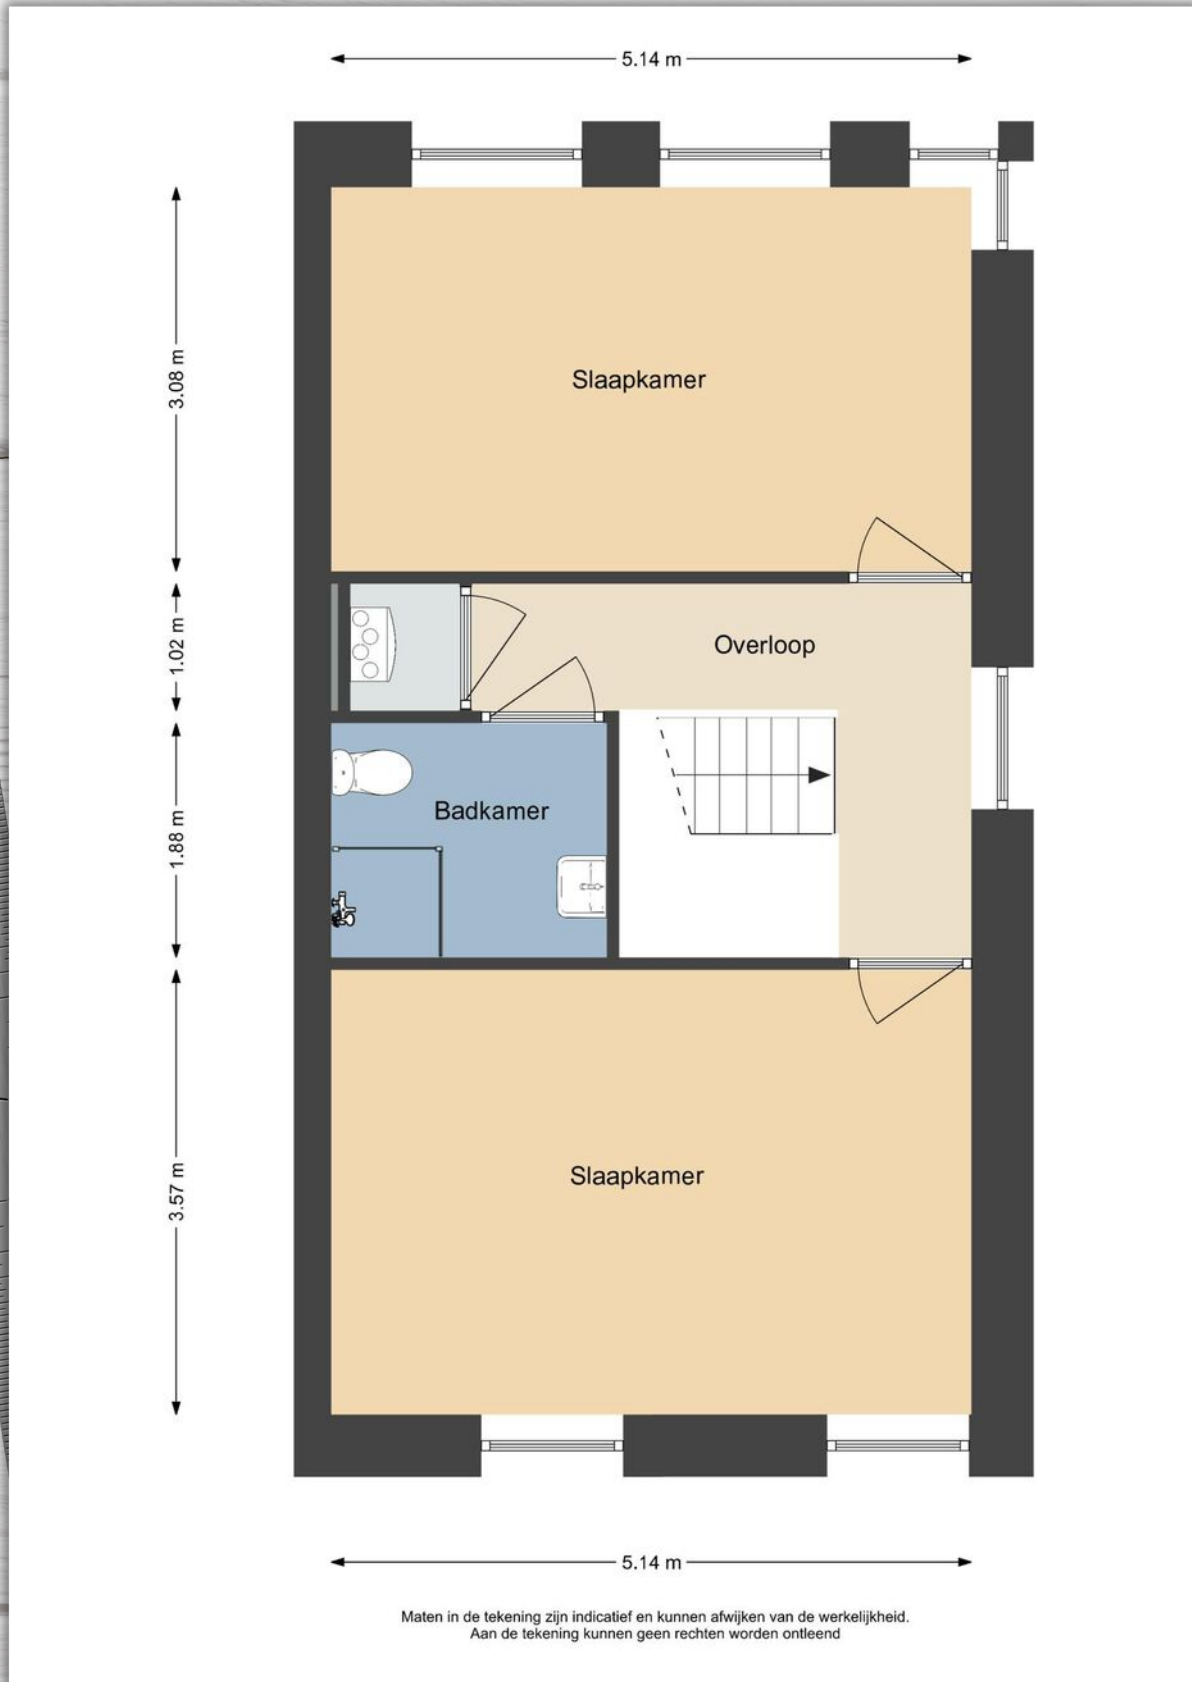 5.14 m
3.08 m
Slaapkamer
1.02 m
Overloop
1.88 m
Badkamer
3.57 m
Slaapkamer
5.14 m
Maten in de tekening zijn indicatief en kunnen afwijken van de werkelijkheid.
Aan de tekening kunnen geen rechten worden ontleend